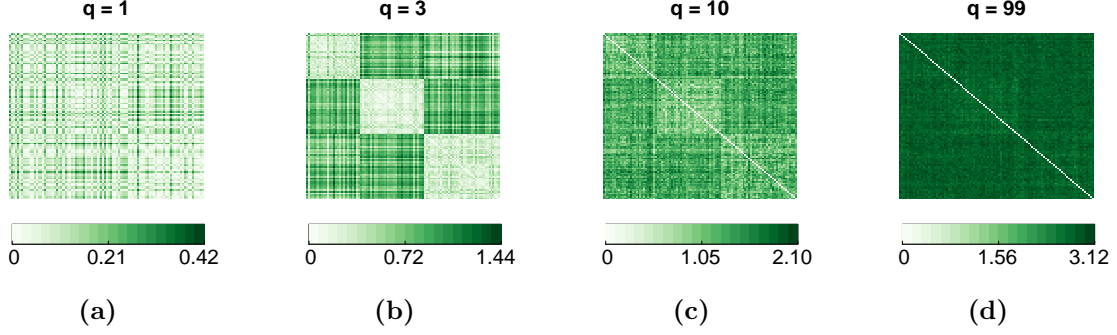 q = 1 q = 3 q = 10 q = 99
0 0.21 0.42 0 0.72 1.44 0 1.05 2.10 0 1.56 3.12
(a) (b) (c) (d)